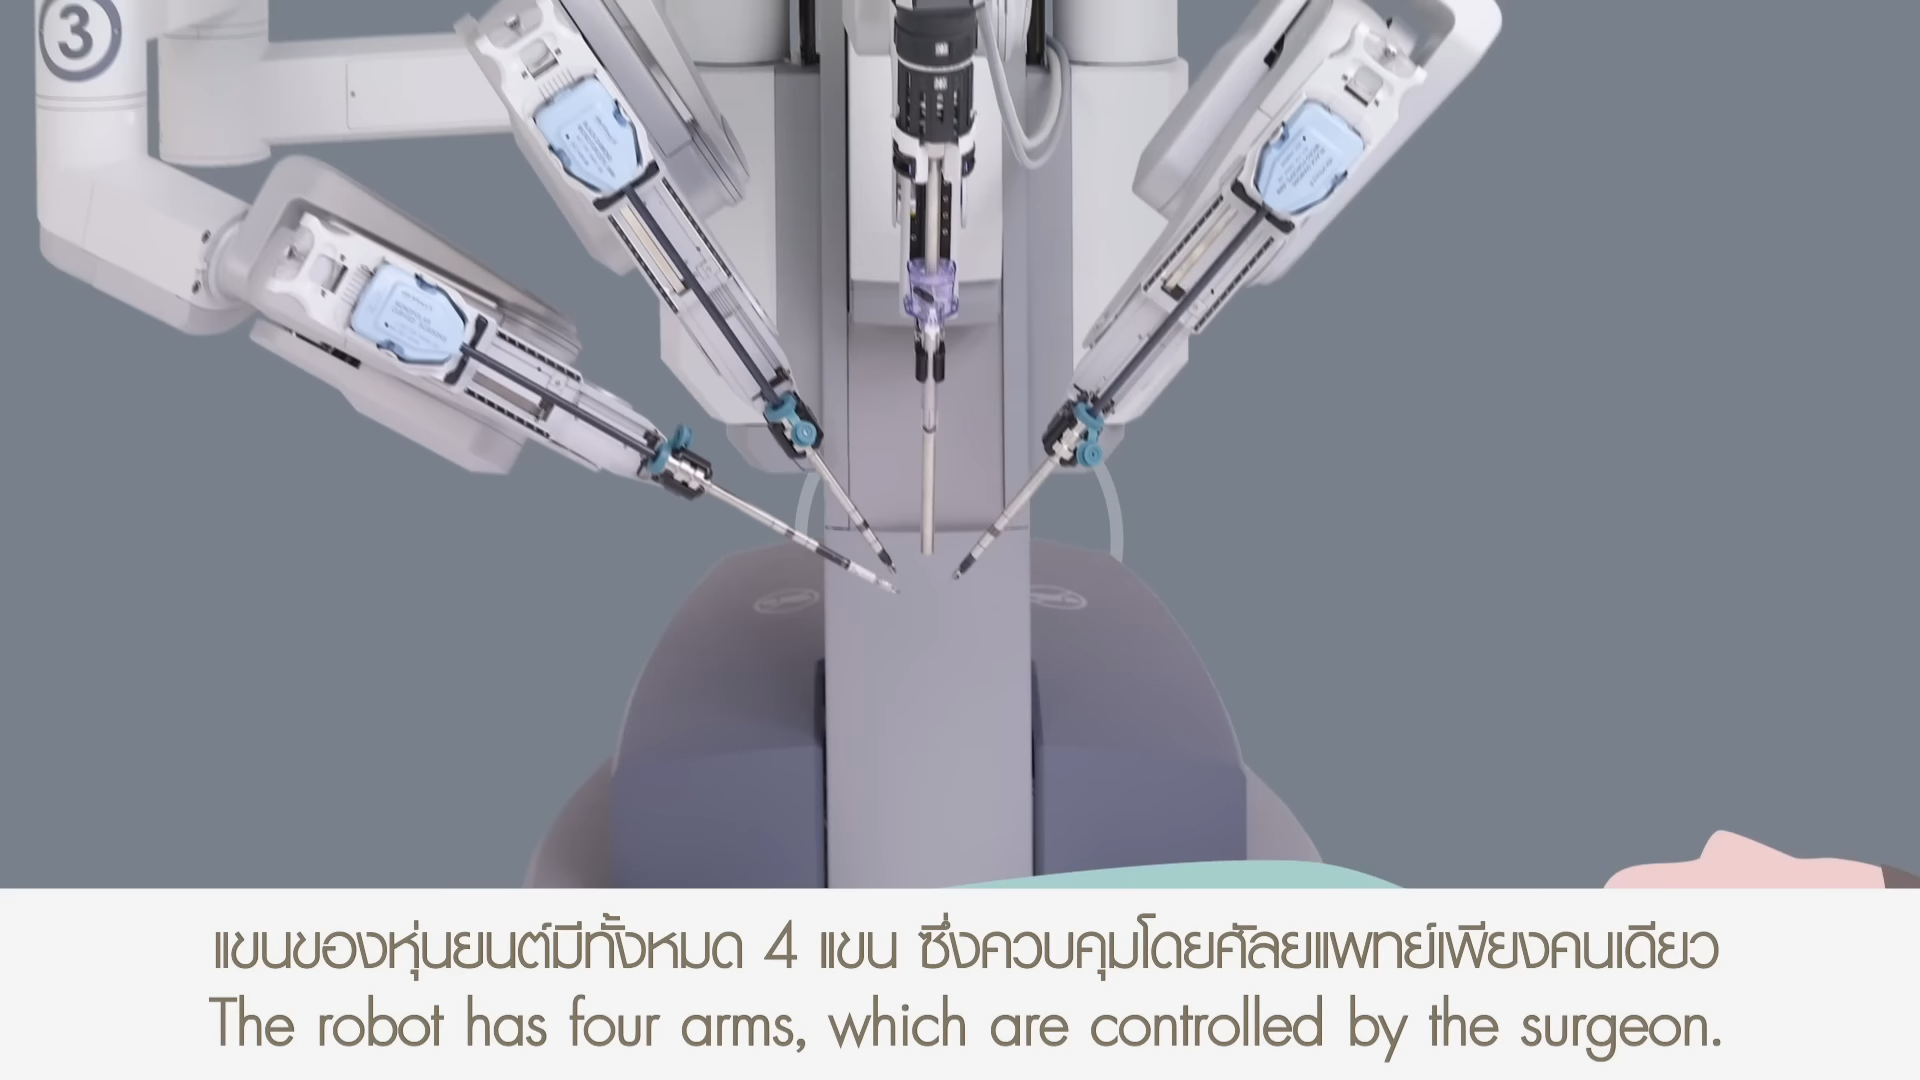 3
แขนของหุ่นยนต์มีทั้งหมด 4 แขน ซึ่งควบคุมโดยศัลยแพทย์เพียงคนเดียว
The robot has four arms, which are controlled by the surgeon.